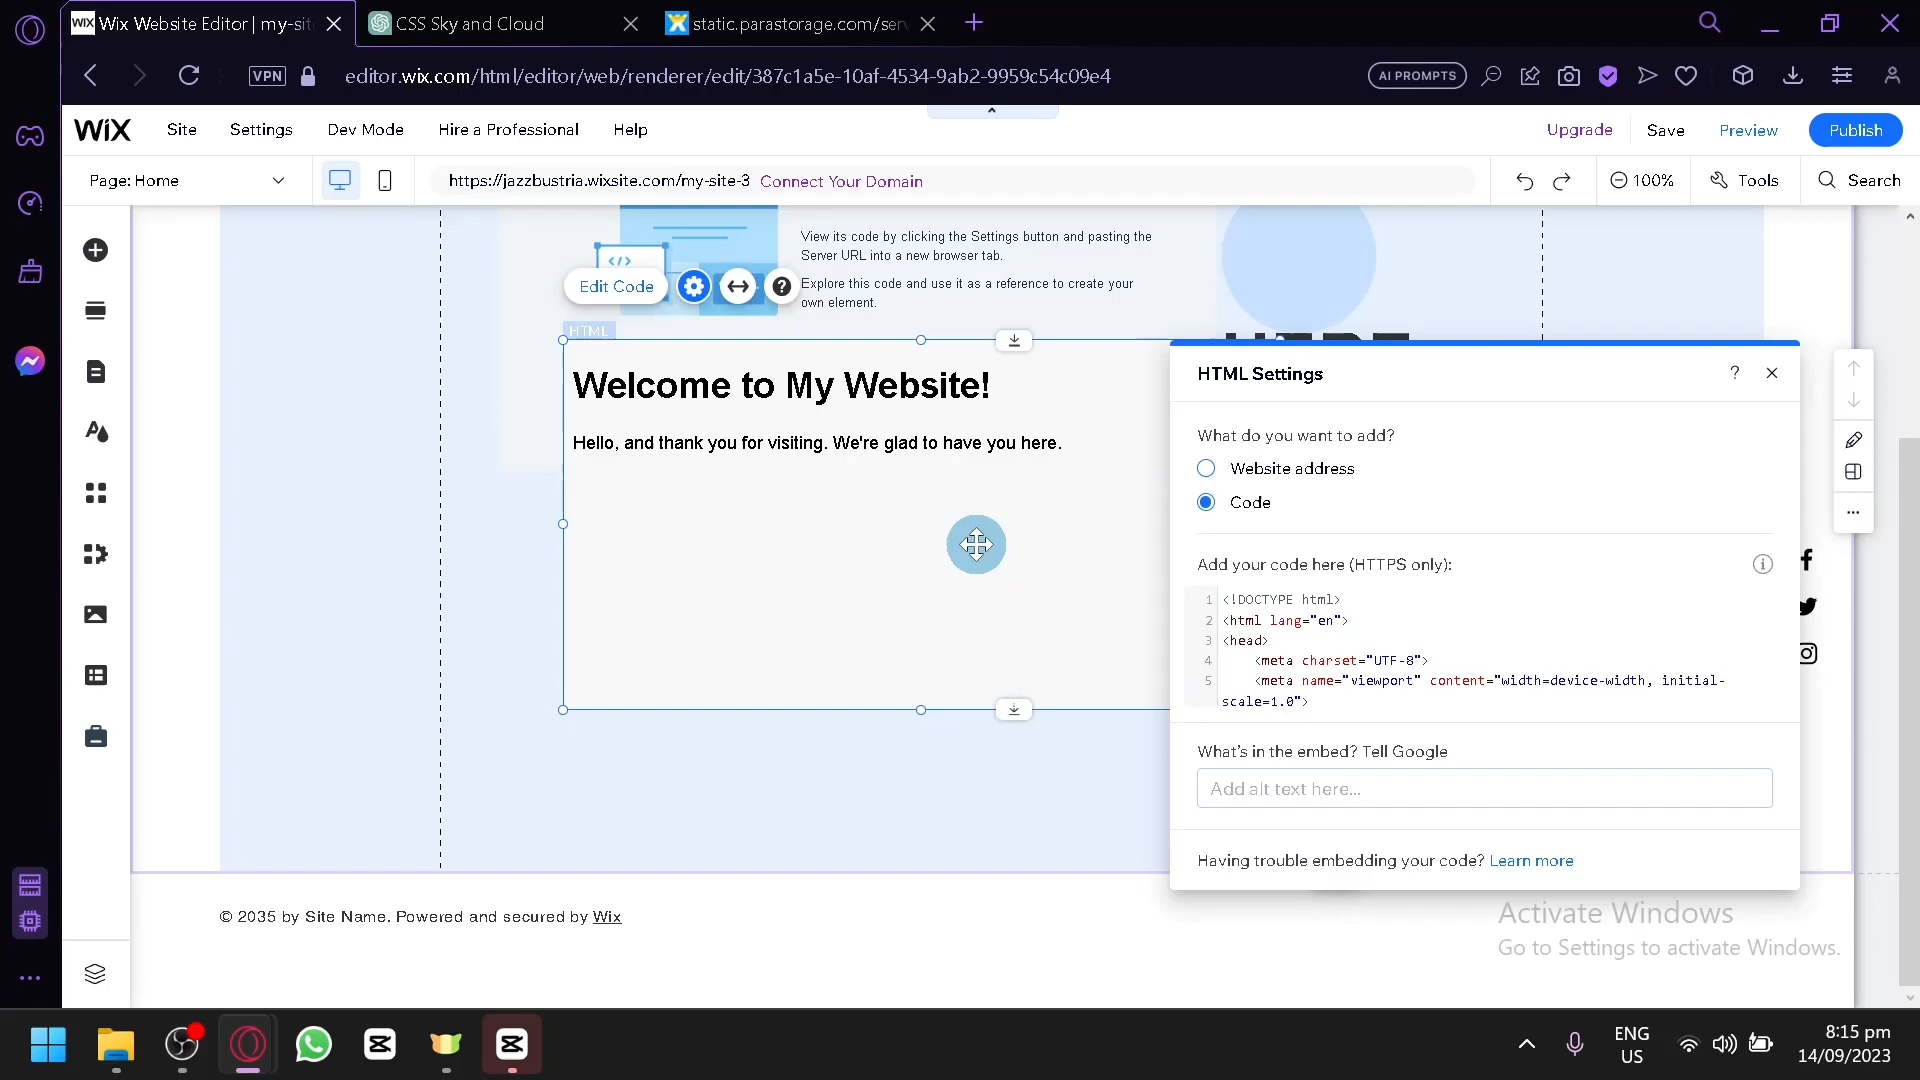 WiX Wix Website Editor | my-sit
CSS Sky and Cloud
static.parastorage.com/serv
VPN
editor.wix.com/html/editor/web/renderer/edit/387c1a5e-10af-4534-9ab2-9959c54c09e4
AI PROMPTS
WiX
Site
Settings
Dev Mode
Hire a Professional
Help
Upgrade
Save
Preview
Publish
Page: Home
https://jazzbustria.wixsite.com/my-site-3 Connect Your Domain
100%
Tools
Search
View its code by clicking the Settings button and pasting the
Server URL into a new browser tab.
Explore this code and use it as a reference to create your
own element.
</>
Edit Code
?
HTML
Welcome to My Website!
Hello, and thank you for visiting. We're glad to have you here.
HTML Settings
?
What do you want to add?
Website address
Code
Add your code here (HTTPS only):
1 <!DOCTYPE html>
2 <html lang="en">
3 <head>
4 <meta charset="UTF-8">
5 <meta name="viewport" content="width=device-width, initial-
scale=1.0">
What's in the embed? Tell Google
Add alt text here...
Having trouble embedding your code? Learn more
© 2035 by Site Name. Powered and secured by Wix
Activate Windows
Go to Settings to activate Windows.
ENG
US
8:15 pm
14/09/2023